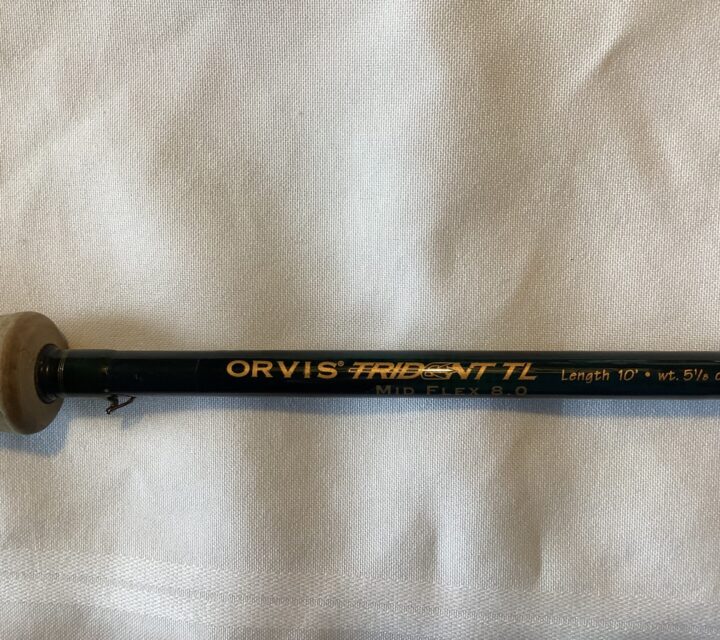 ORVIS® TRIDENT TL Length 10' • wt. 5⅛ o
MID FLEX 8.0